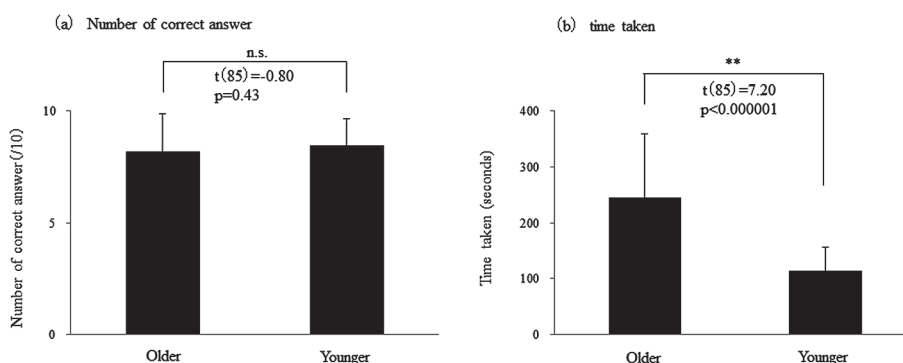 (a) Number of correct answer
n.s.
t(85)=-0.80
p=0.43
Number of correct answer(/10)
10
5
0
Older
Younger
(b) time taken
**
t(85)=7.20
p<0.000001
Time taken (seconds)
400
300
200
100
0
Older
Younger